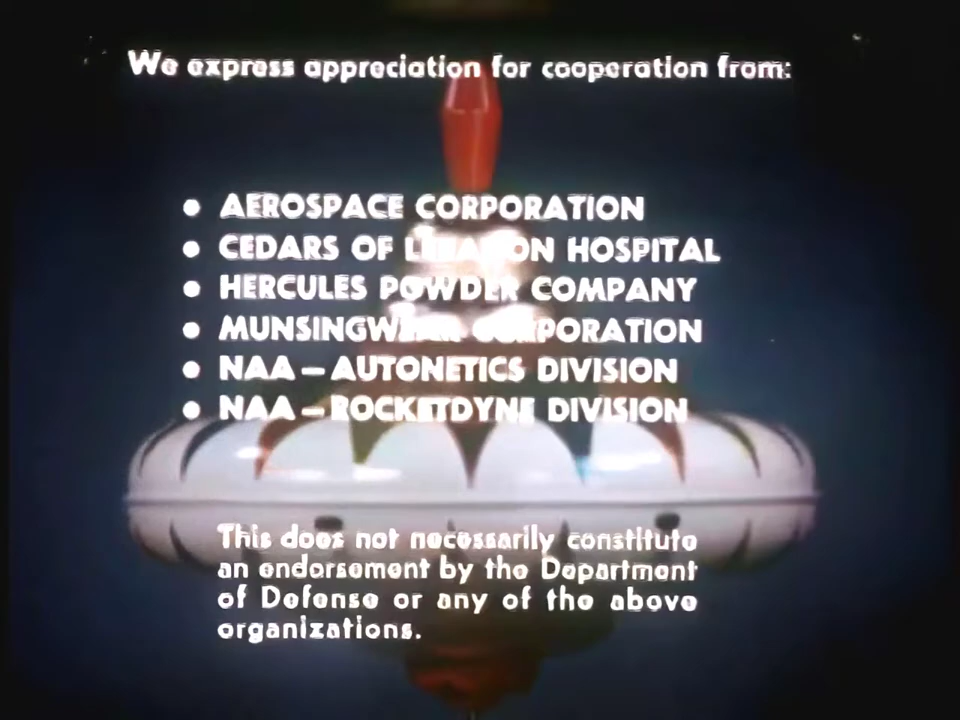 We express appreciation for cooperation from:
• AEROSPACE CORPORATION
• CEDARS OF LEBANON HOSPITAL
• HERCULES POWDER COMPANY
• MUNSINGWEAR CORPORATION
• NAA – AUTONETICS DIVISION
• NAA – ROCKETDYNE DIVISION
This does not necessarily constitute
an endorsement by the Department
of Defense or any of the above
organizations.